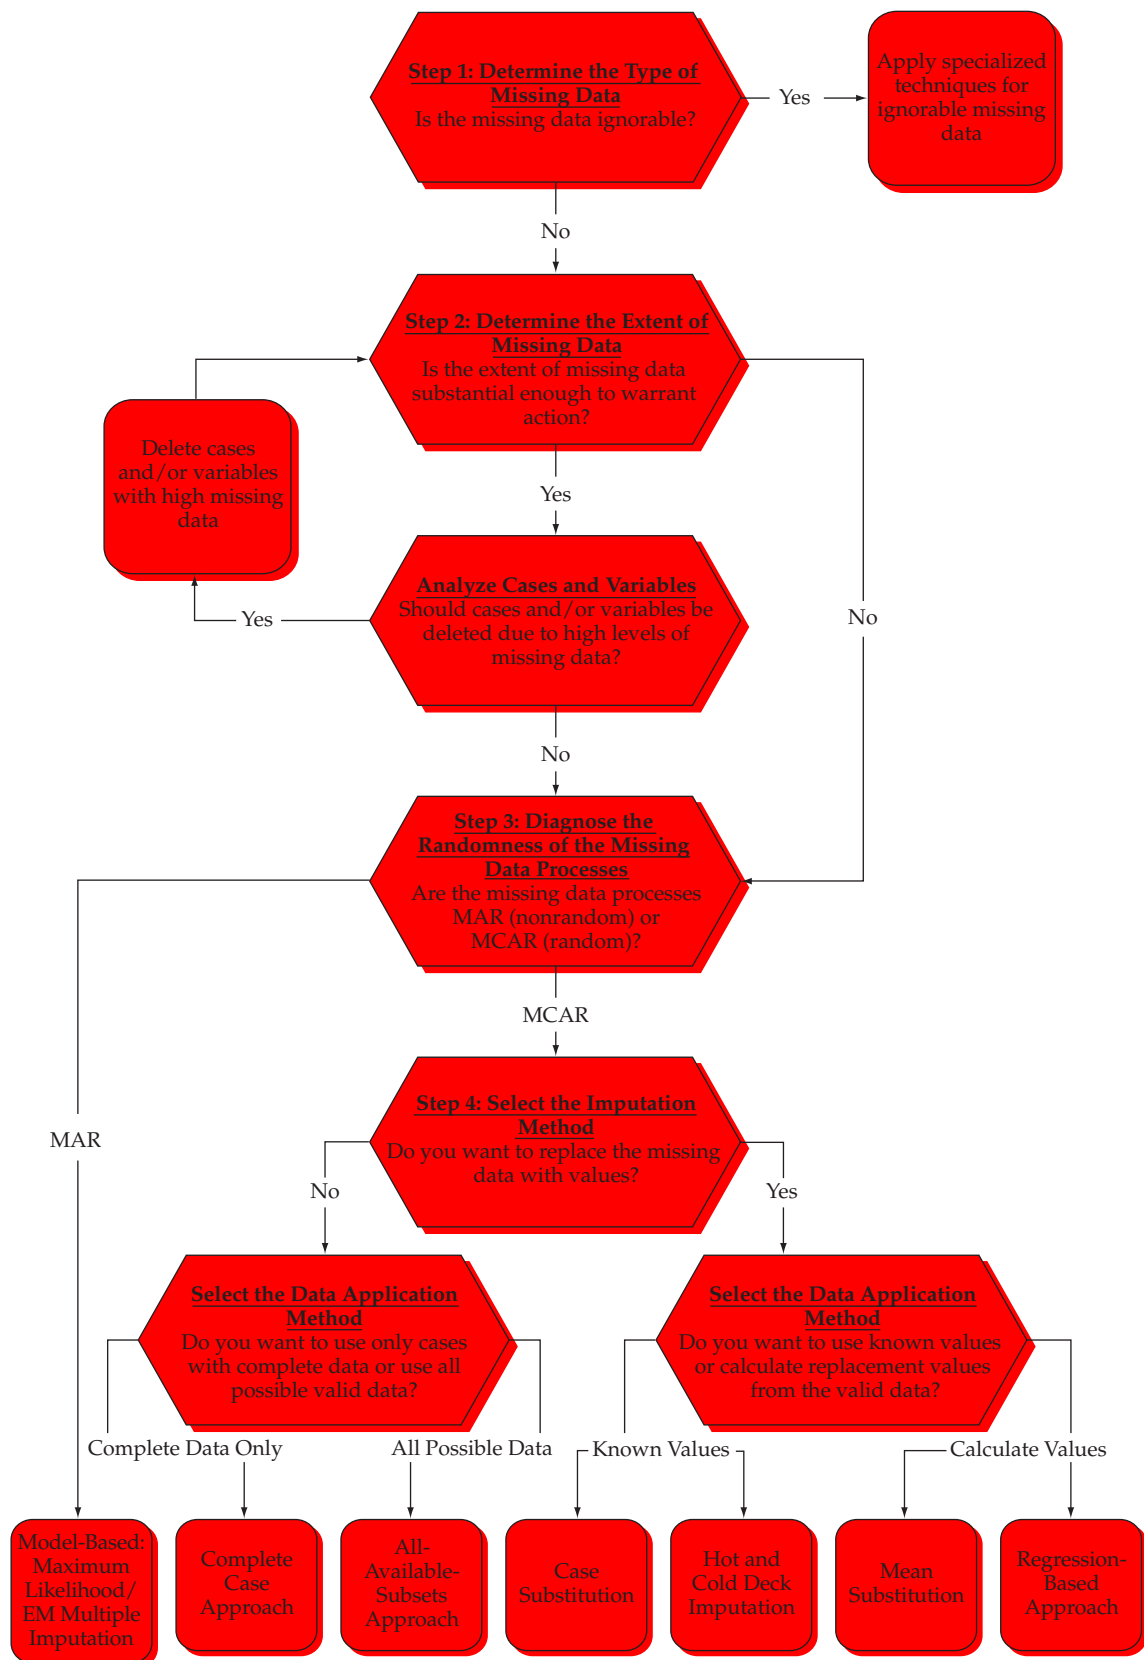 Step 1: Determine the Type of
Missing Data
Is the missing data ignorable?
Yes
Apply specialized
techniques for
ignorable missing
data
No
Step 2: Determine the Extent of
Missing Data
Is the extent of missing data
substantial enough to warrant
action?
Delete cases
and/or variables
with high missing
data
Yes
Analyze Cases and Variables
Should cases and/or variables be
deleted due to high levels of
missing data?
Yes
No
No
Step 3: Diagnose the
Randomness of the Missing
Data Processes
Are the missing data processes
MAR (nonrandom) or
MCAR (random)?
MCAR
MAR
Step 4: Select the Imputation
Method
Do you want to replace the missing
data with values?
No
Yes
Select the Data Application
Method
Do you want to use only cases
with complete data or use all
possible valid data?
Select the Data Application
Method
Do you want to use known values
or calculate replacement values
from the valid data?
Complete Data Only
All Possible Data
Known Values
Calculate Values
Model-Based:
Maximum
Likelihood/
EM Multiple
Imputation
Complete
Case
Approach
All-
Available-
Subsets
Approach
Case
Substitution
Hot and
Cold Deck
Imputation
Mean
Substitution
Regression-
Based
Approach